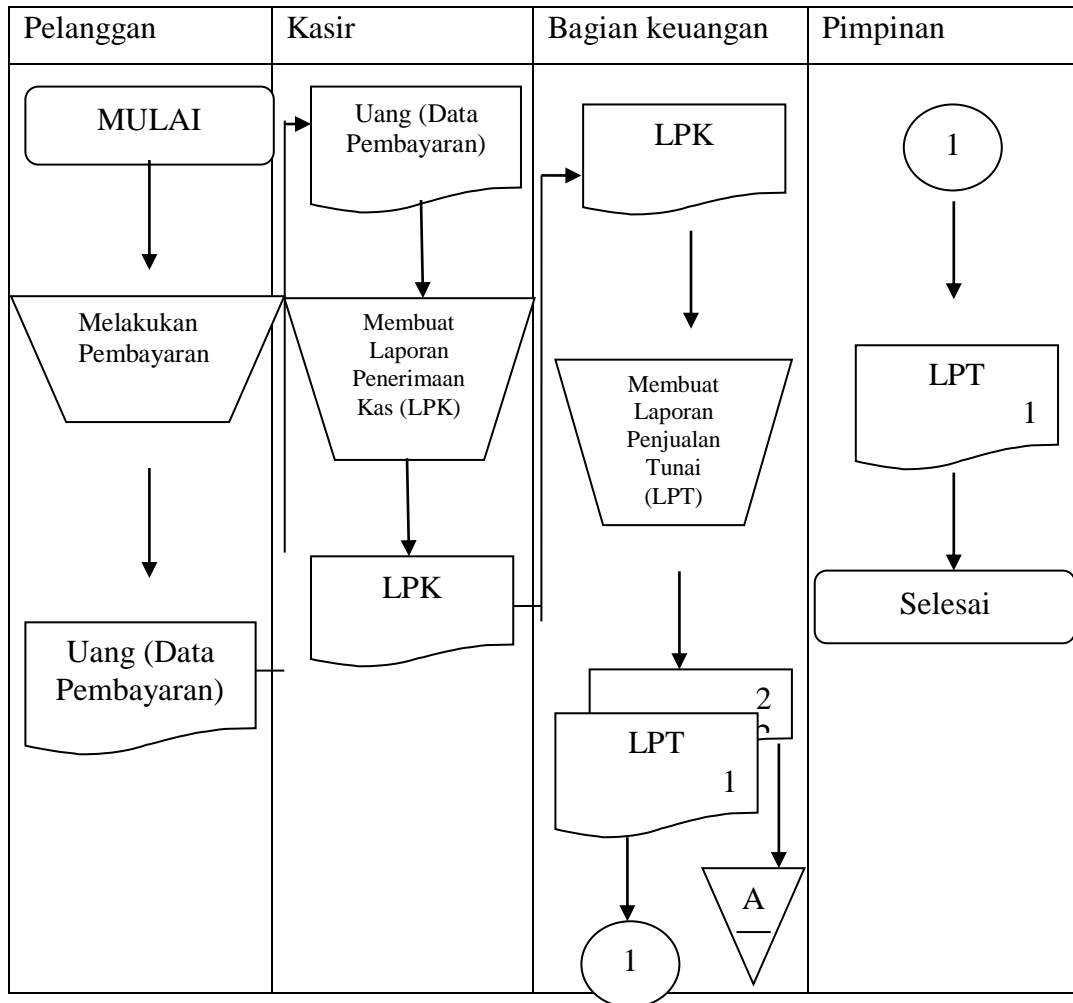 Pelanggan
Kasir
Bagian keuangan
Pimpinan
MULAI
Melakukan
Pembayaran
Uang (Data
Pembayaran)
Uang (Data
Pembayaran)
Membuat
Laporan
Penerimaan
Kas (LPK)
LPK
LPK
Membuat
Laporan
Penjualan
Tunai
(LPT)
2
LPT
1
A
1
1
LPT
1
Selesai